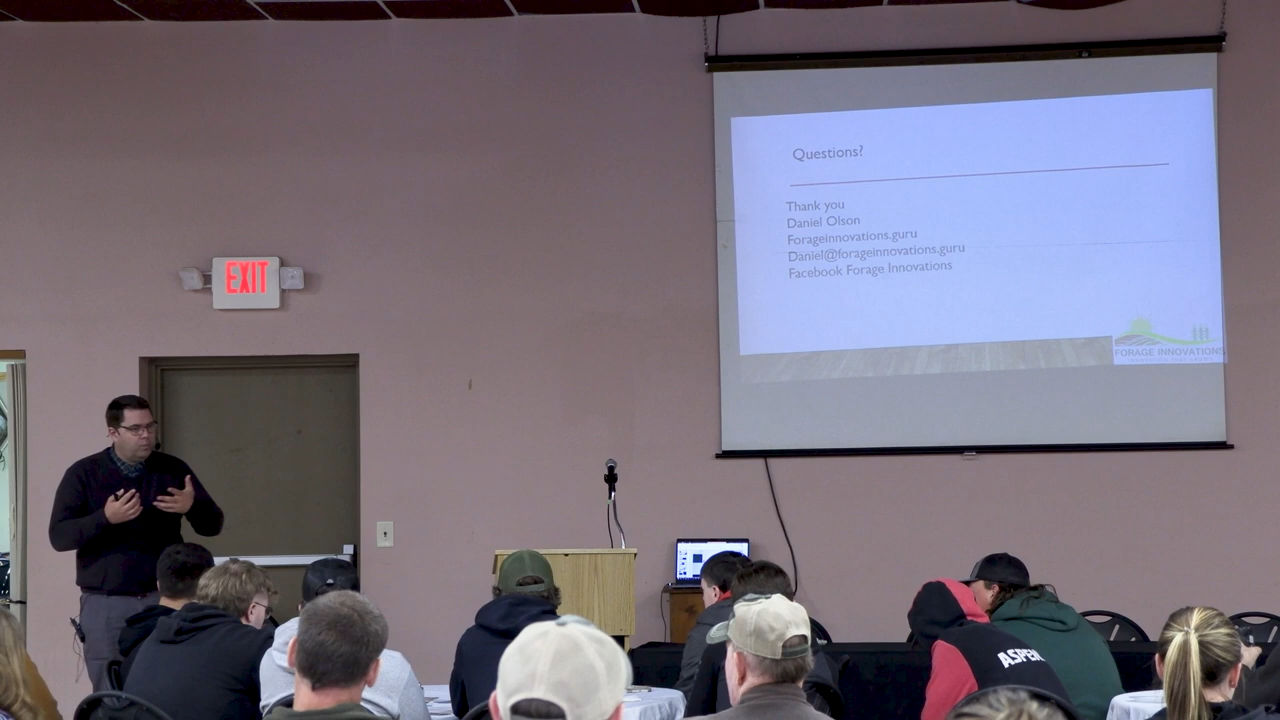 Questions?
Thank you
Daniel Olson
Forageinnovations.guru
Daniel@forageinnovations.guru
Facebook Forage Innovations
FORAGE INNOVATIONS
EXIT
ASPEN